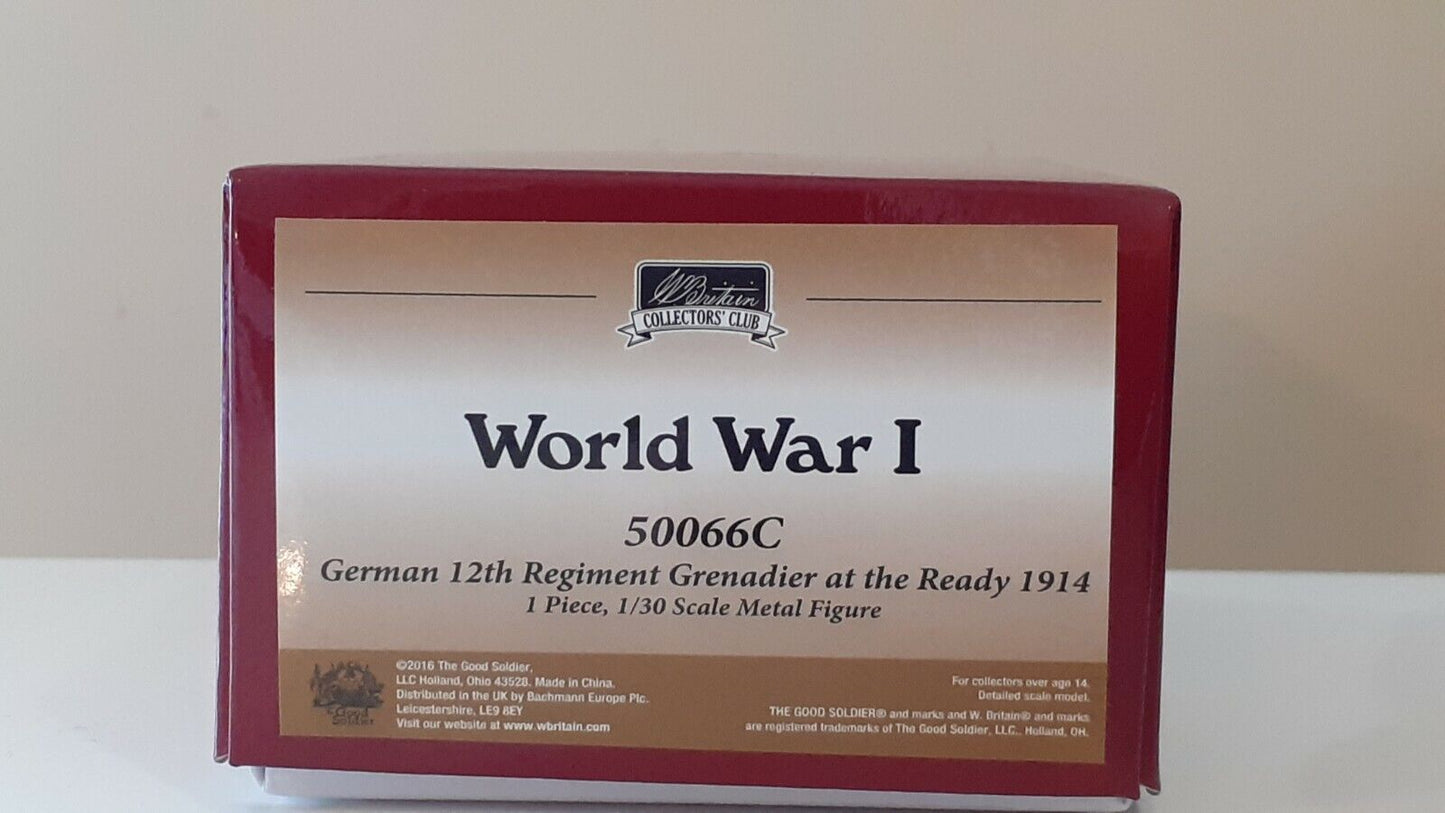 WBritain
COLLECTORS' CLUB
World War I
50066C
German 12th Regiment Grenadier at the Ready 1914
1 Piece, 1/30 Scale Metal Figure
©2016 The Good Soldier,
LLC Holland, Ohio 43528. Made in China.
Distributed in the UK by Bachmann Europe Plc.
Leicestershire, LE9 8EY
Visit our website at www.wbritain.com
The Good
Soldier
For collectors over age 14.
Detailed scale model.
THE GOOD SOLDIER® and marks and W. Britain® and marks
are registered trademarks of The Good Soldier, LLC., Holland, OH.